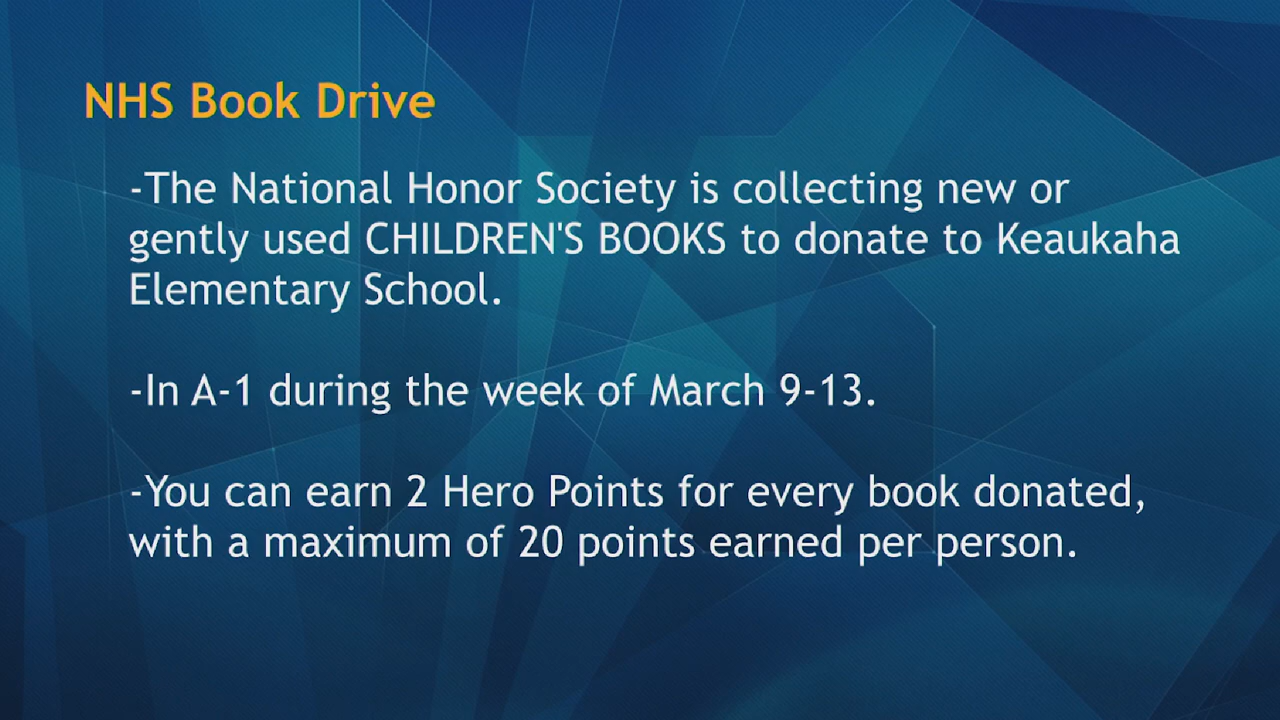 NHS Book Drive
-The National Honor Society is collecting new or
gently used CHILDREN'S BOOKS to donate to Keaukaha
Elementary School.
-In A-1 during the week of March 9-13.
-You can earn 2 Hero Points for every book donated,
with a maximum of 20 points earned per person.